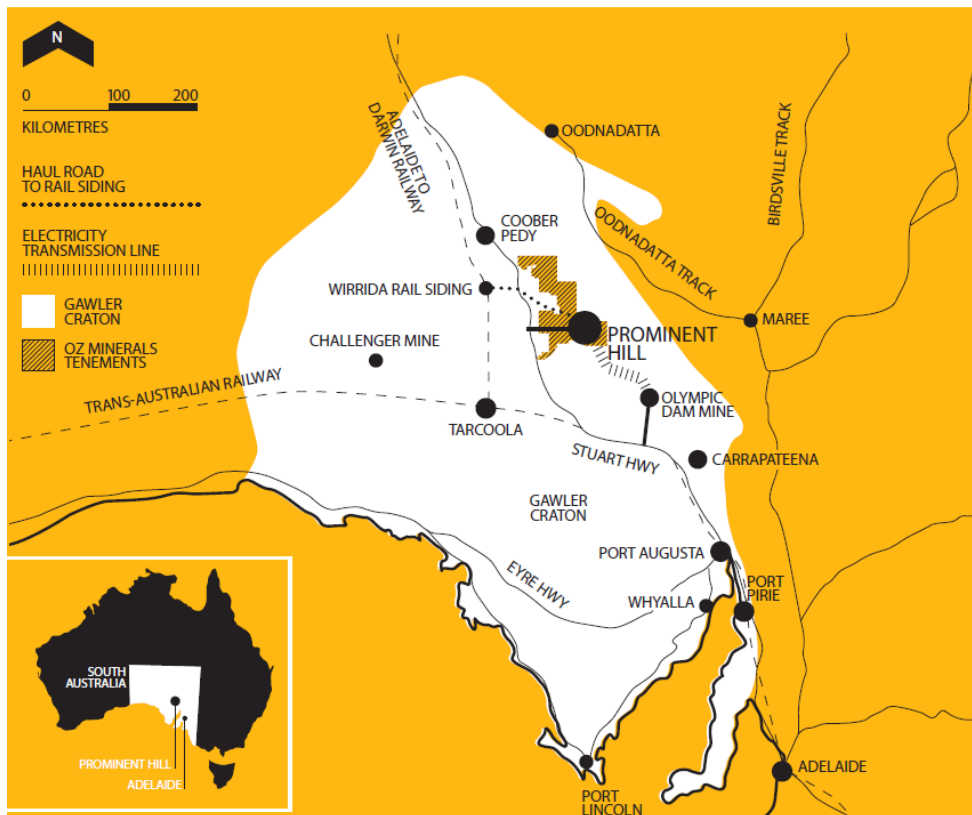 N
0 100 200
KILOMETRES
HAUL ROAD
TO RAIL SIDING
ELECTRICITY
TRANSMISSION LINE
GAWLER
CRATON
OZ MINERALS
TENEMENTS
ADELAIDE TO
DARWIN RAILWAY
OODNADATTA
BIRDSVILLE TRACK
COOBER
PEDY
OODNADATTA TRACK
WIRRIDA RAIL SIDING
MAREE
CHALLENGER MINE
PROMINENT
HILL
TRANS-AUSTRALIAN RAILWAY
OLYMPIC
DAM MINE
TARCOOLA
STUART HWY
CARRAPATEENA
GAWLER
CRATON
PORT AUGUSTA
EYRE HWY
PORT
PIRIE
WHYALLA
SOUTH
AUSTRALIA
PROMINENT HILL
ADELAIDE
ADELAIDE
PORT
LINCOLN